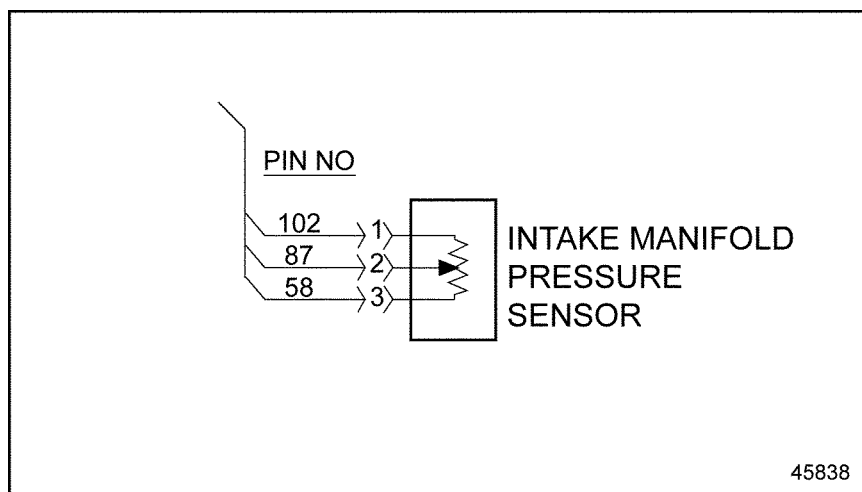 PIN NO
102 1
87 2
58 3
INTAKE MANIFOLD
PRESSURE
SENSOR
45838